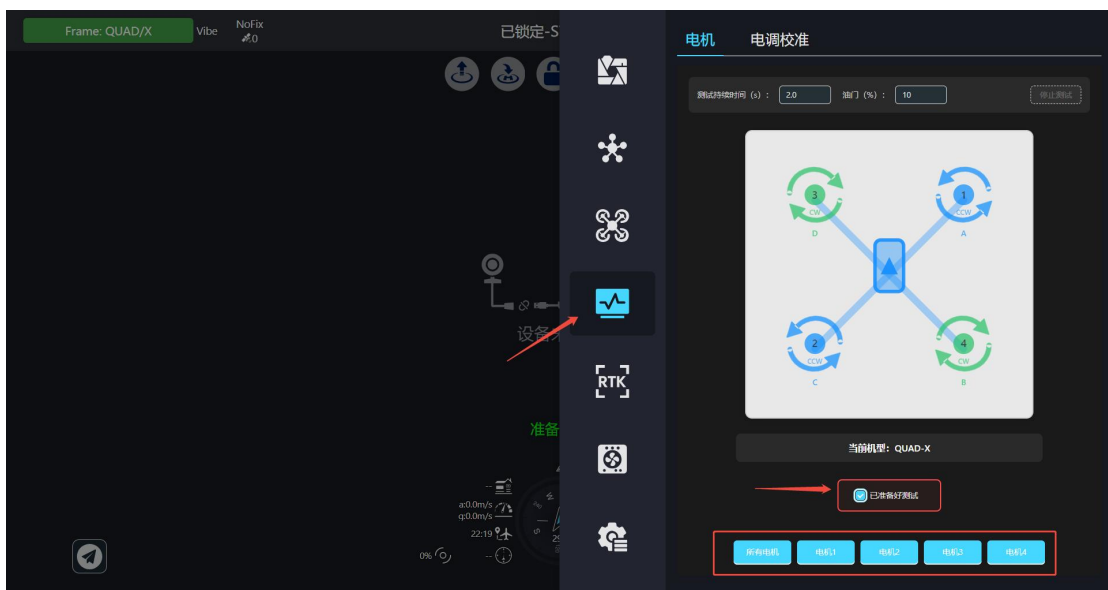 Frame: QUAD/X
Vibe
NoFix
0
已锁定-S
电机
电调校准
测试持续时间 (s) : 2.0 油门 (%) : 10 停止测试
3
CW
D
1
CCW
A
2
CCW
C
4
CW
B
设备
RTK
准备
当前机型: QUAD-X
已准备好测试
--
a:0.0m/s
g:0.0m/s
22:19
0%
--
N
S
所有电机 电机1 电机2 电机3 电机4